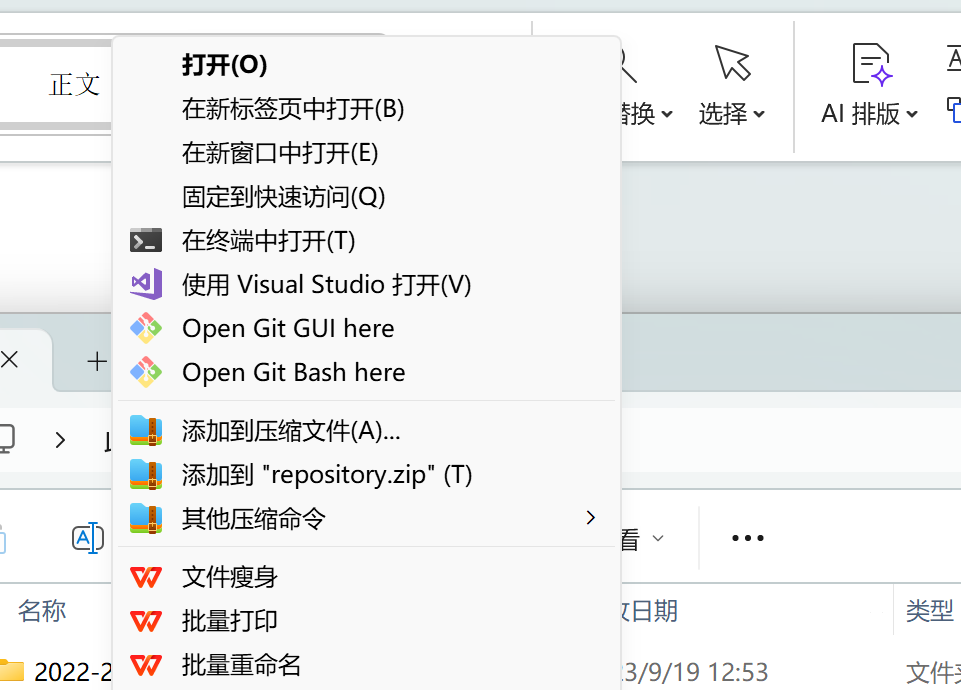 正文
替换
选择
AI 排版
打开(O)
在新标签页中打开(B)
在新窗口中打开(E)
固定到快速访问(Q)
在终端中打开(T)
使用 Visual Studio 打开(V)
Open Git GUI here
Open Git Bash here
添加到压缩文件(A)...
添加到 "repository.zip" (T)
其他压缩命令
看
文件瘦身
名称
日期
类型
批量打印
批量重命名
2022-2
3/9/19 12:53
文件夹